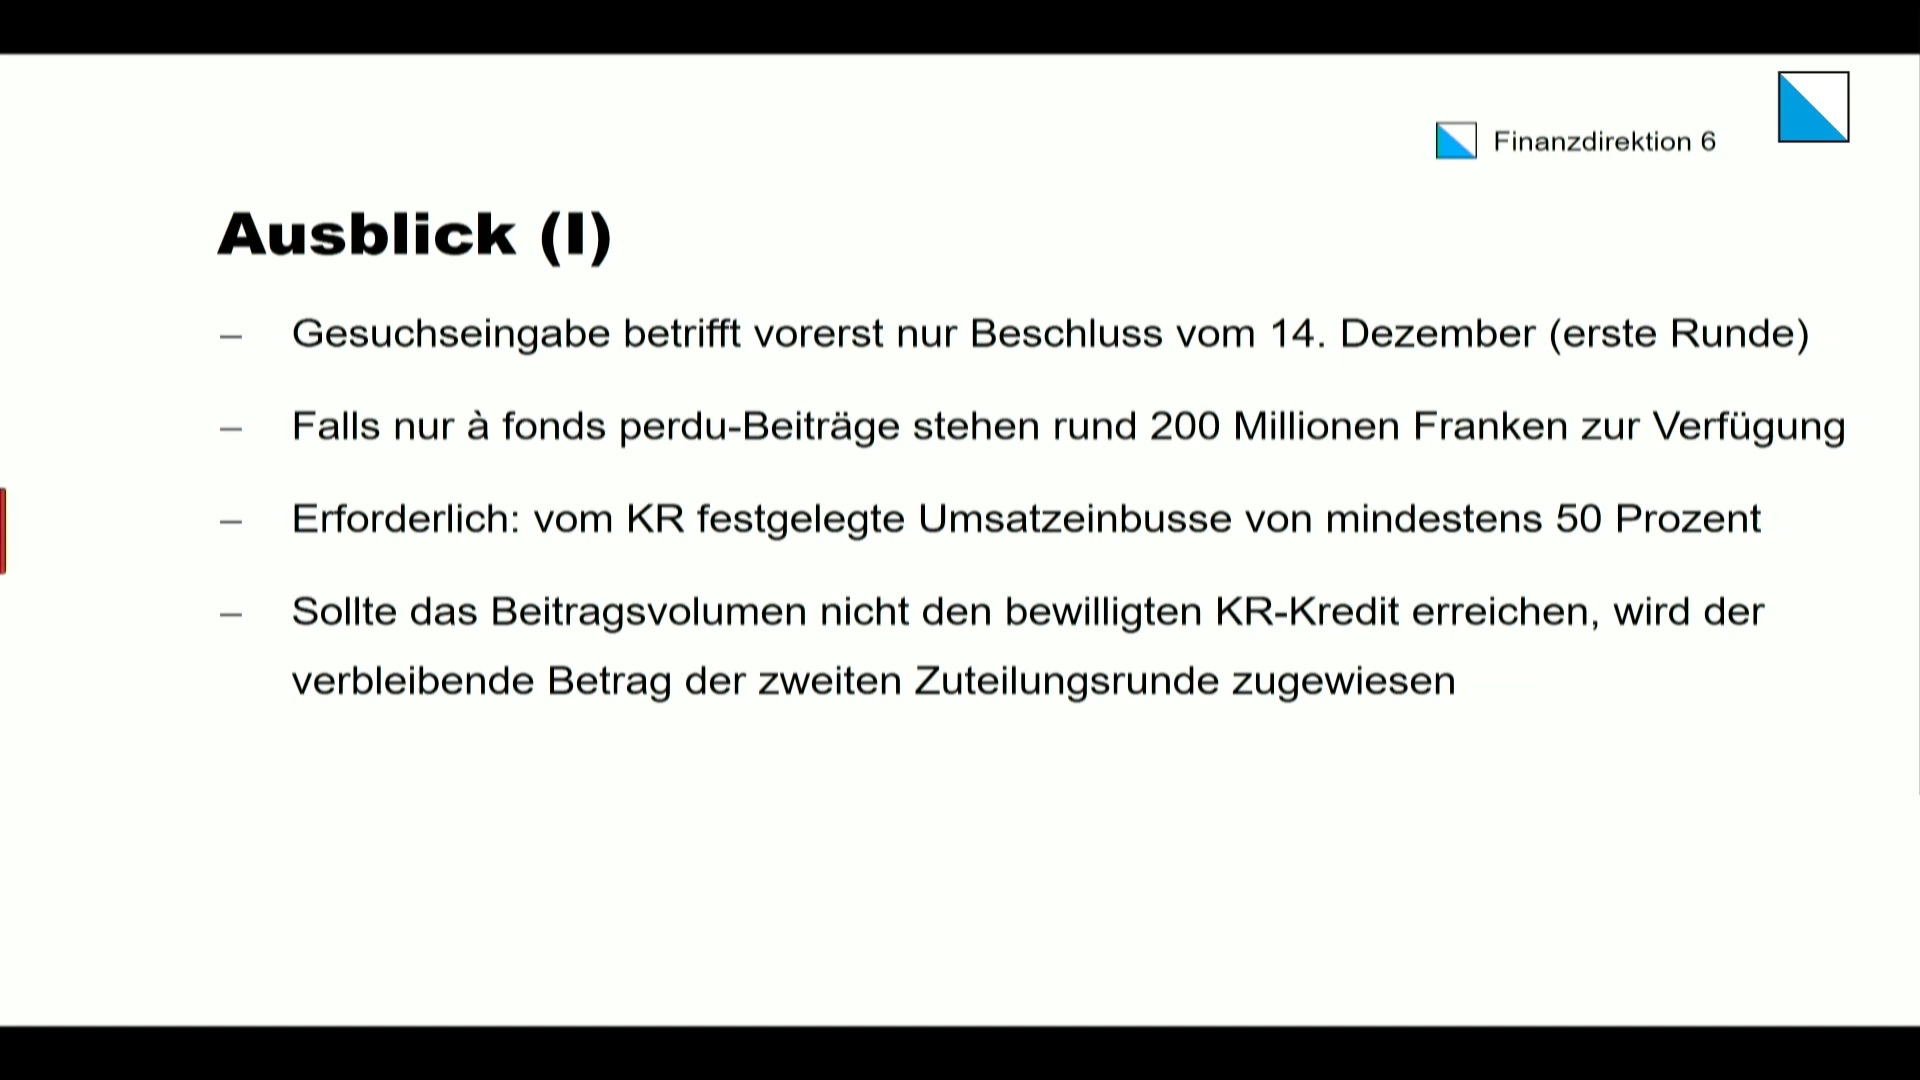 Finanzdirektion 6
Ausblick (I)
– Gesuchseingabe betrifft vorerst nur Beschluss vom 14. Dezember (erste Runde)
– Falls nur à fonds perdu-Beiträge stehen rund 200 Millionen Franken zur Verfügung
– Erforderlich: vom KR festgelegte Umsatzeinbusse von mindestens 50 Prozent
– Sollte das Beitragsvolumen nicht den bewilligten KR-Kredit erreichen, wird der
verbleibende Betrag der zweiten Zuteilungsrunde zugewiesen